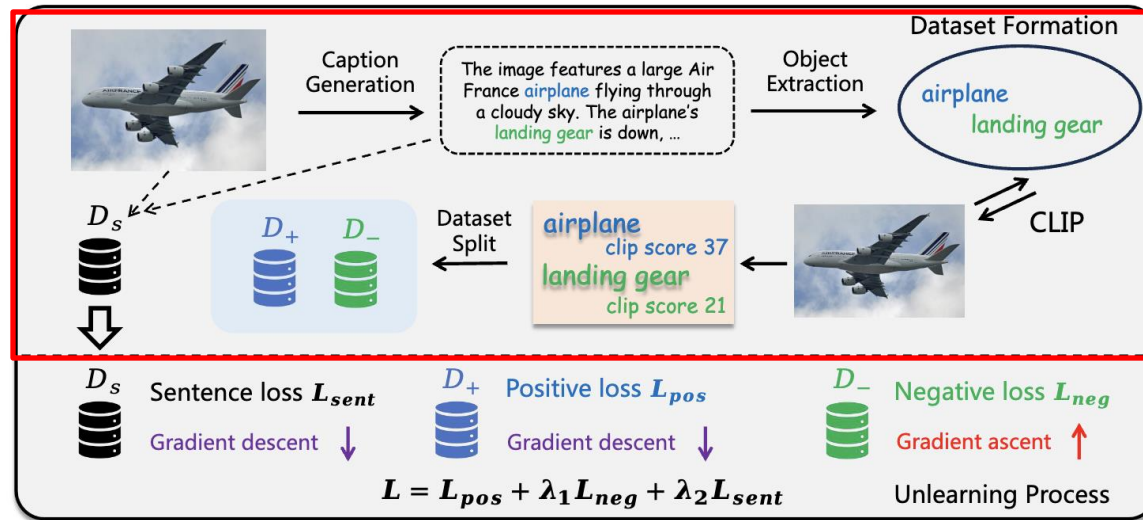 Dataset Formation
Caption
Generation
The image features a large Air
France airplane flying through
a cloudy sky. The airplane's
landing gear is down, ...
Object
Extraction
airplane
landing gear
CLIP
D_s
D_+ D_-
Dataset
Split
airplane
clip score 37
landing gear
clip score 21
D_s
Sentence loss L_sent
Gradient descent ↓
D_+
Positive loss L_pos
Gradient descent ↓
D_-
Negative loss L_neg
Gradient ascent ↑
L = L_pos + λ_1 L_neg + λ_2 L_sent
Unlearning Process